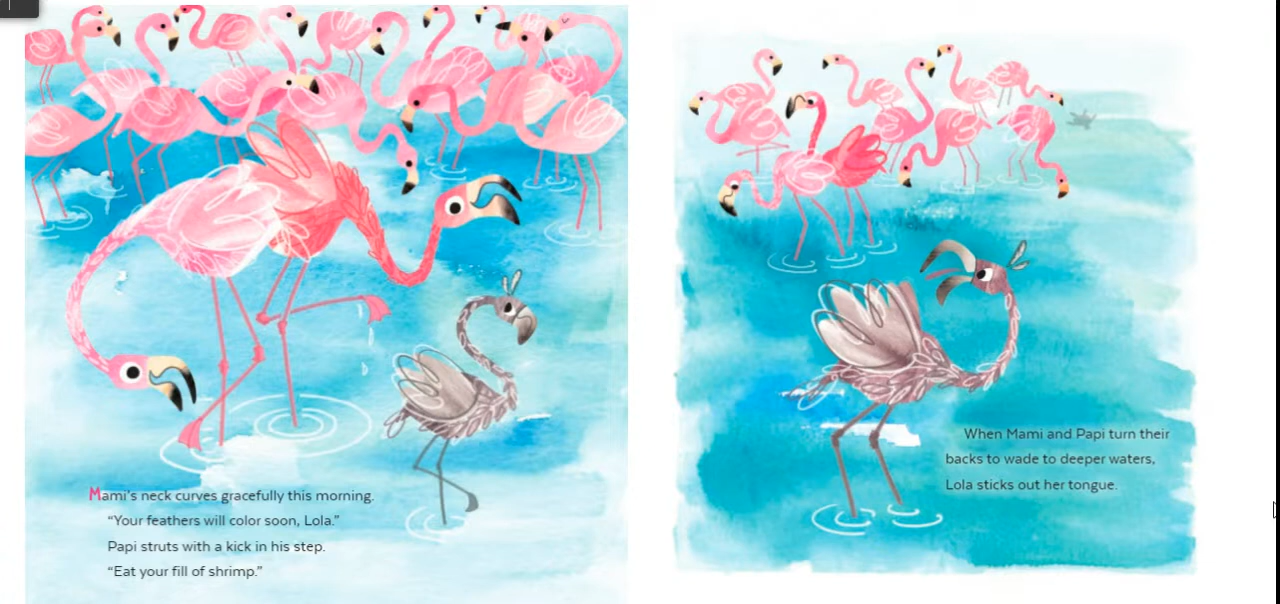 Mami's neck curves gracefully this morning.
“Your feathers will color soon, Lola.”
Papi struts with a kick in his step.
“Eat your fill of shrimp.”
When Mami and Papi turn their
backs to wade to deeper waters,
Lola sticks out her tongue.